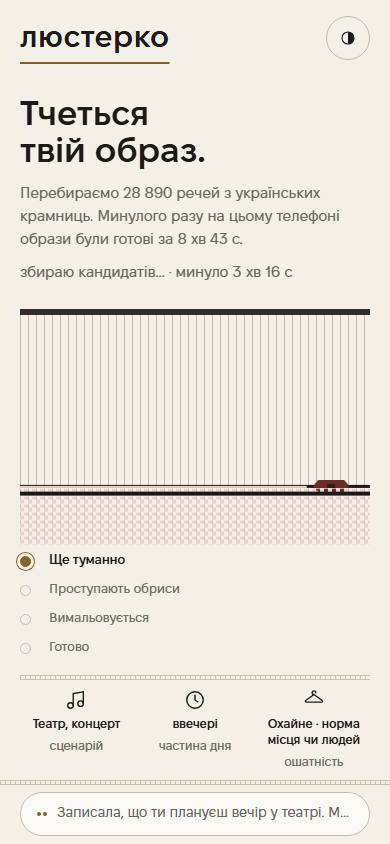 люстерко
Тчеться
твій образ.
Перебираємо 28 890 речей з українських
крамниць. Минулого разу на цьому телефоні
образи були готові за 8 хв 43 с.
збираю кандидатів... · минуло 3 хв 16 с
Ще туманно
Проступають обриси
Вимальовується
Готово
Театр, концерт
сценарій
ввечері
частина дня
Охайне · норма
місця чи людей
ошатність
Записала, що ти плануєш вечір у театрі. М...